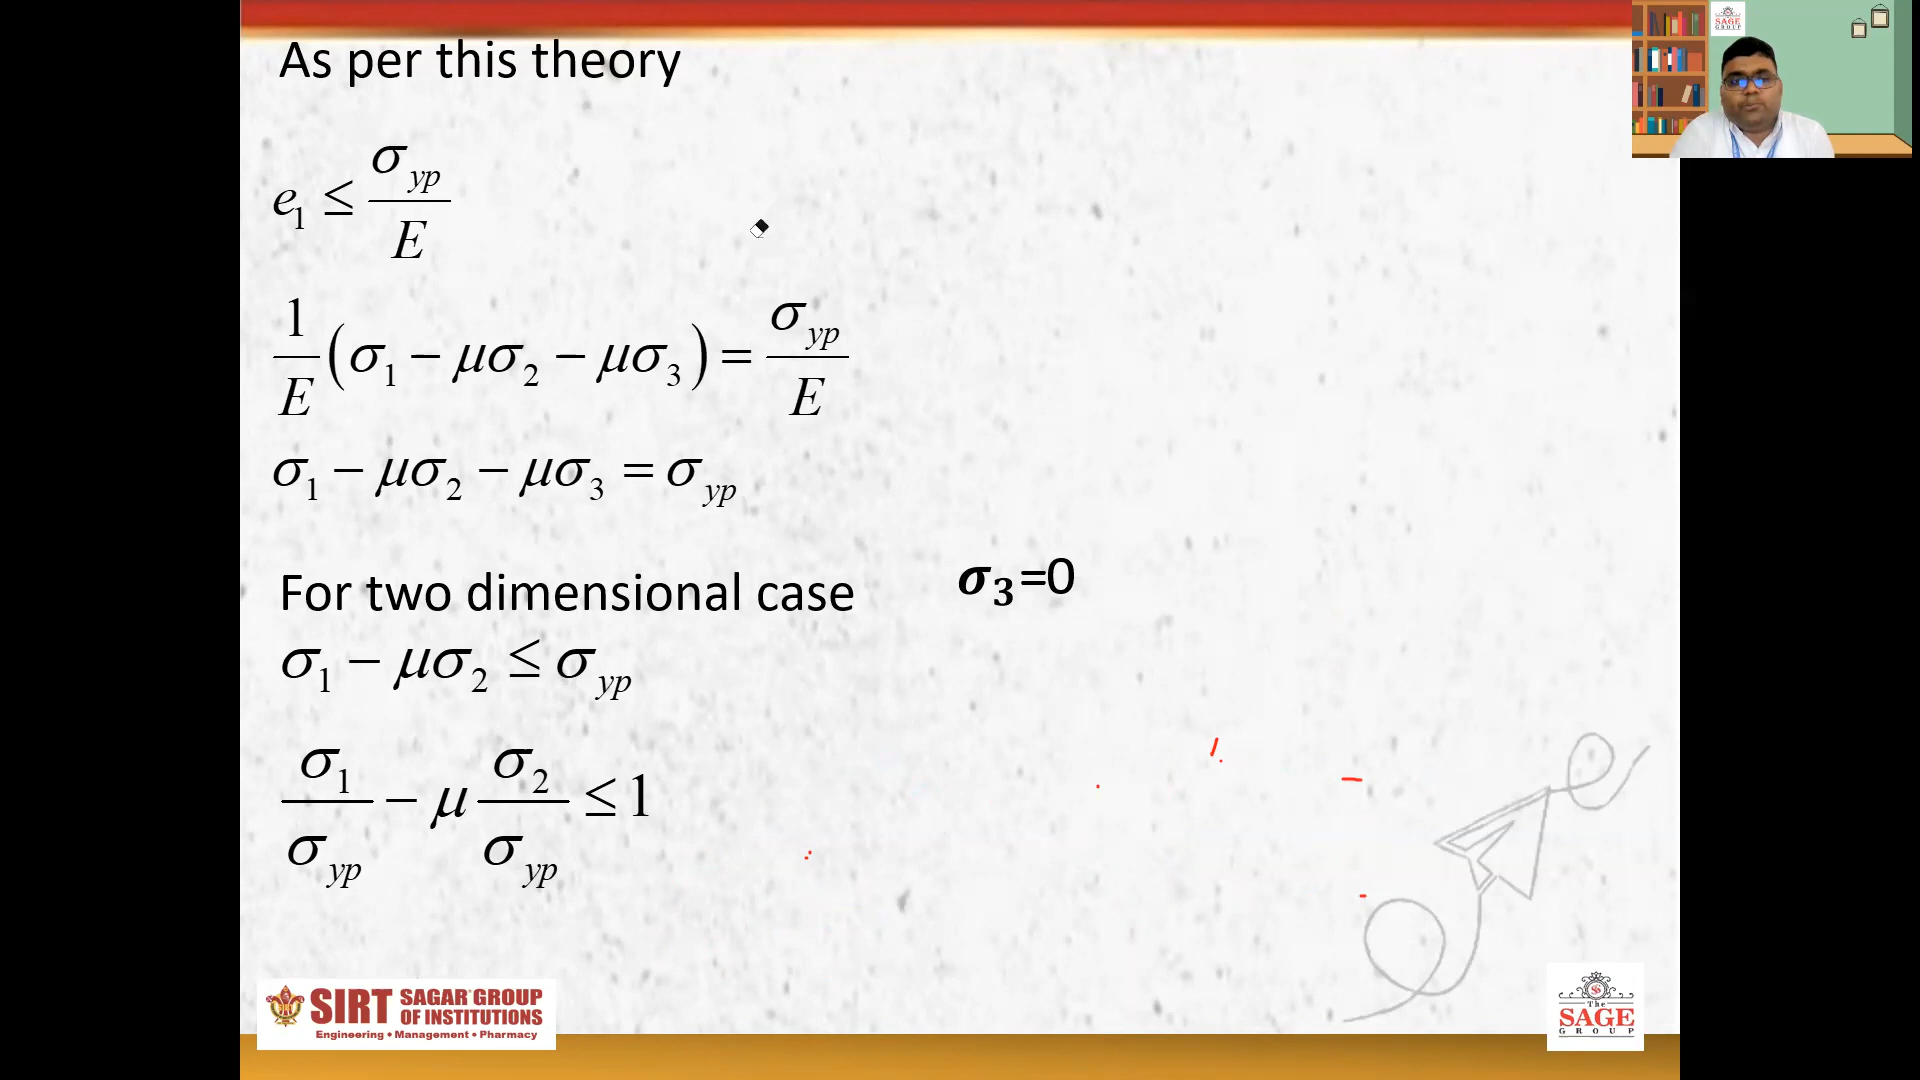 As per this theory
e₁ ≤ σ_yp / E
1/E (σ₁ − μσ₂ − μσ₃) = σ_yp / E
σ₁ − μσ₂ − μσ₃ = σ_yp
For two dimensional case
σ₃=0
σ₁ − μσ₂ ≤ σ_yp
σ₁/σ_yp − μ σ₂/σ_yp ≤ 1
SIRT SAGAR GROUP
OF INSTITUTIONS
Engineering • Management • Pharmacy
The
SAGE
GROUP
SAGE
GROUP